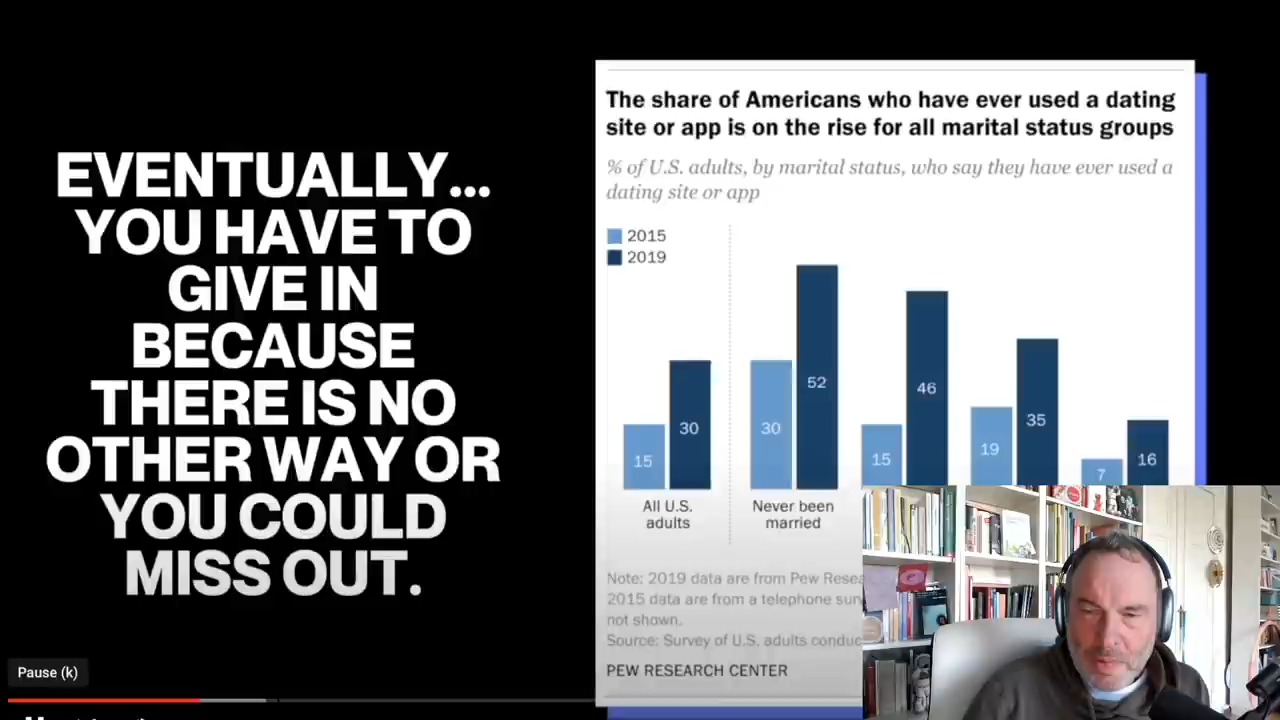 EVENTUALLY...
YOU HAVE TO
GIVE IN
BECAUSE
THERE IS NO
OTHER WAY OR
YOU COULD
MISS OUT.
The share of Americans who have ever used a dating
site or app is on the rise for all marital status groups
% of U.S. adults, by marital status, who say they have ever used a
dating site or app
2015
2019
15
30
30
52
15
46
19
35
7
16
All U.S.
adults
Never been
married
Note: 2019 data are from Pew
2015 data are from a telephone
not shown.
Source: Survey of U.S. adults
PEW RESEARCH CENTER
Pause (k)